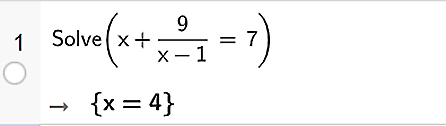 1 Solve(x + 9/(x − 1) = 7)
→ {x = 4}